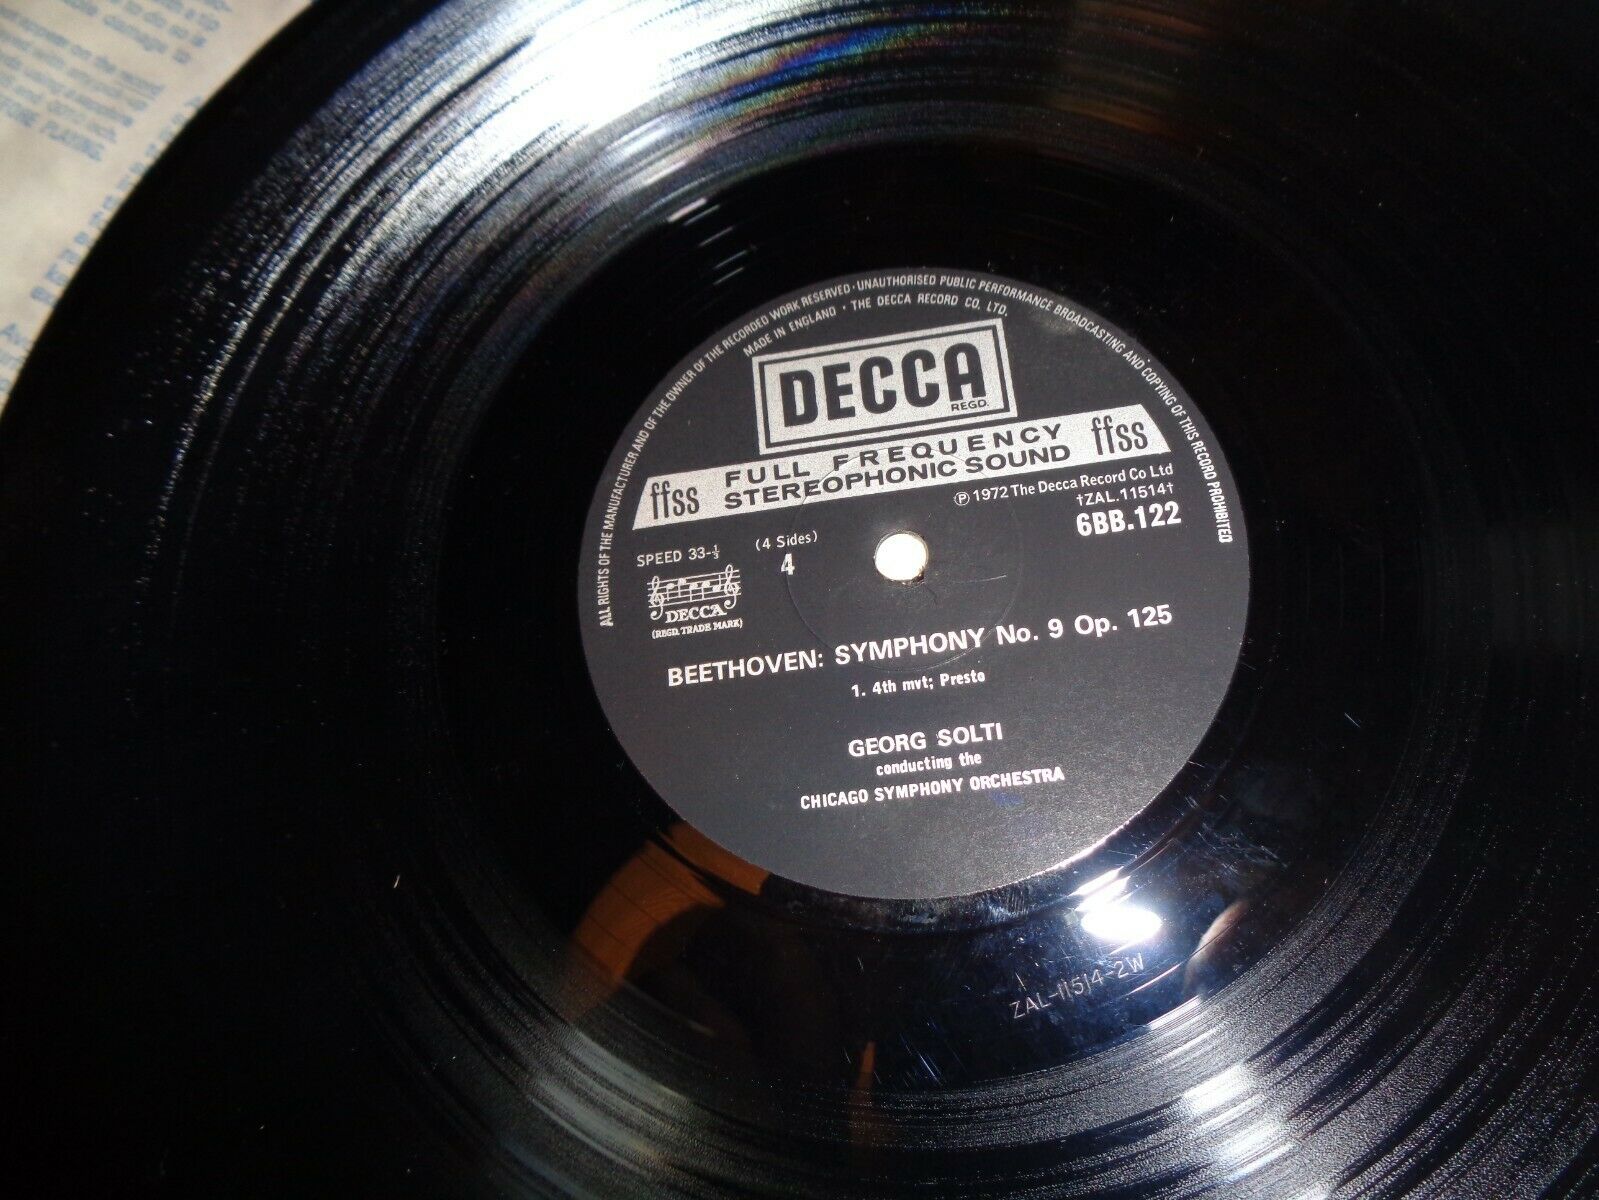 ALL RIGHTS OF THE MANUFACTURER AND OF THE OWNER OF THE RECORDED WORK RESERVED · UNAUTHORISED PUBLIC PERFORMANCE BROADCASTING AND COPYING OF THIS RECORD PROHIBITED
MADE IN ENGLAND · THE DECCA RECORD CO. LTD.
DECCA
REGD.
ffss FULL FREQUENCY ffss
STEREOPHONIC SOUND
Ⓟ 1972 The Decca Record Co Ltd
†ZAL.11514†
6BB.122
SPEED 33-⅓
(4 Sides)
4
DECCA
(REGD. TRADE MARK)
BEETHOVEN: SYMPHONY No. 9 Op. 125
1. 4th mvt; Presto
GEORG SOLTI
conducting the
CHICAGO SYMPHONY ORCHESTRA
ZAL-11514-2W